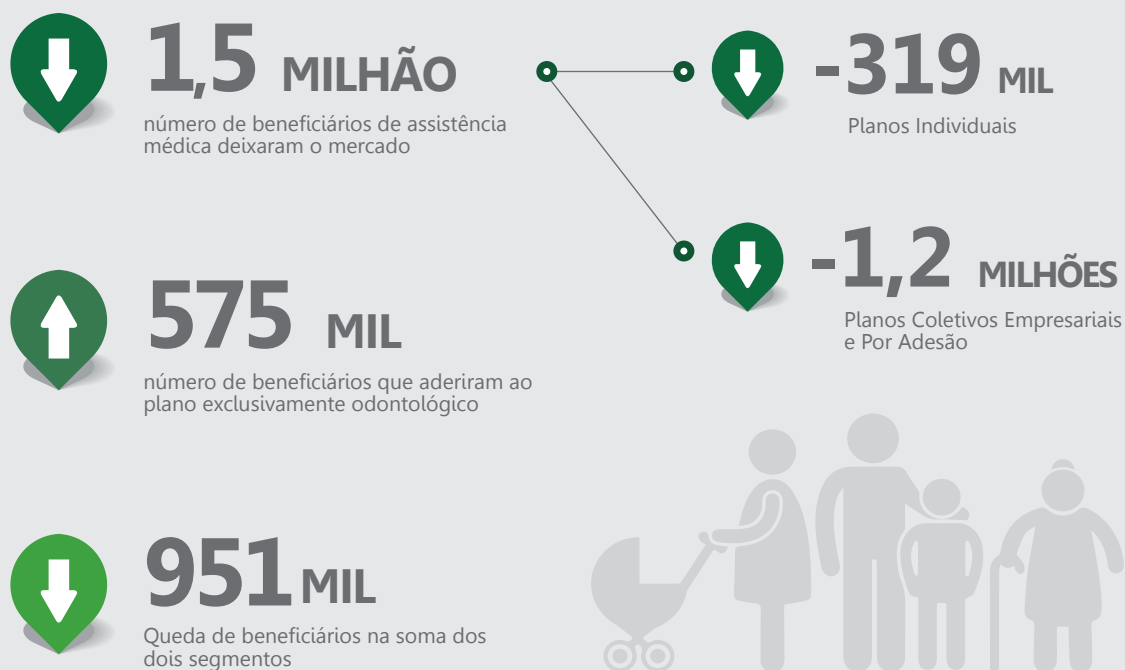 1,5 MILHÃO
número de beneficiários de assistência
médica deixaram o mercado
-319 MIL
Planos Individuais
-1,2 MILHÕES
Planos Coletivos Empresariais
e Por Adesão
575 MIL
número de beneficiários que aderiram ao
plano exclusivamente odontológico
951 MIL
Queda de beneficiários na soma dos
dois segmentos